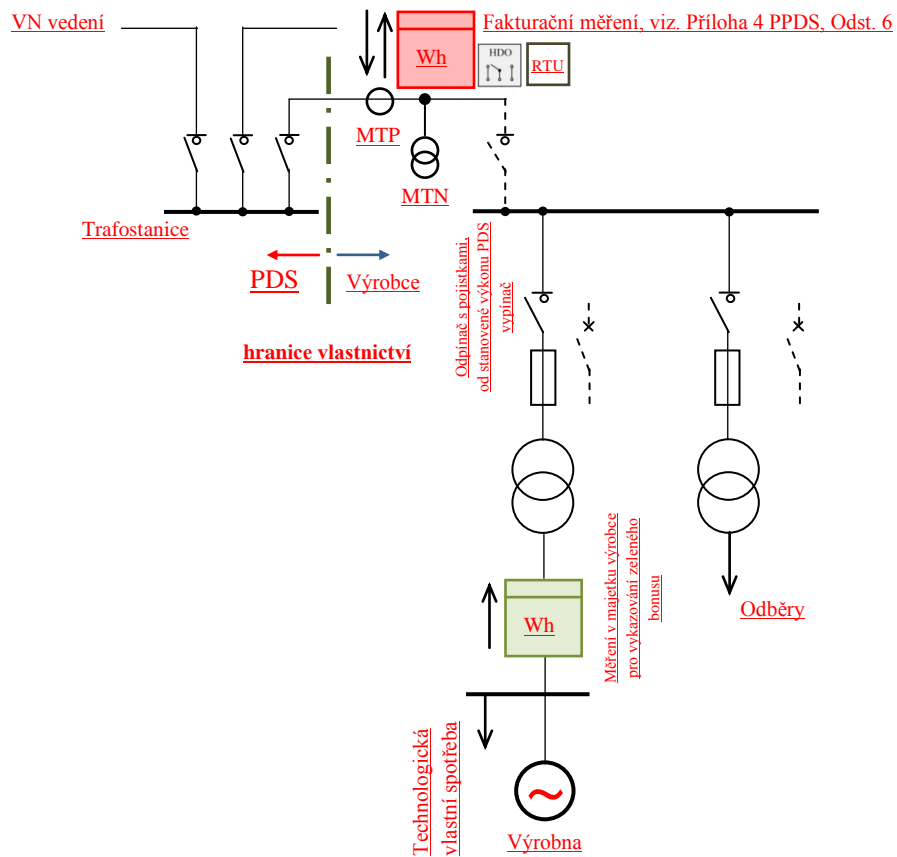 VN vedení
Fakturační měření, viz. Příloha 4 PPDS, Odst. 6
Wh
HDO
RTU
MTP
MTN
Trafostanice
PDS
Výrobce
hranice vlastnictví
Odpínač s pojistkami,
od stanovené výkonu PDS
vypínač
Měření v majetku výrobce
pro vykazování zeleného
bonusu
Wh
Odběry
Technologická
vlastní spotřeba
Výrobna